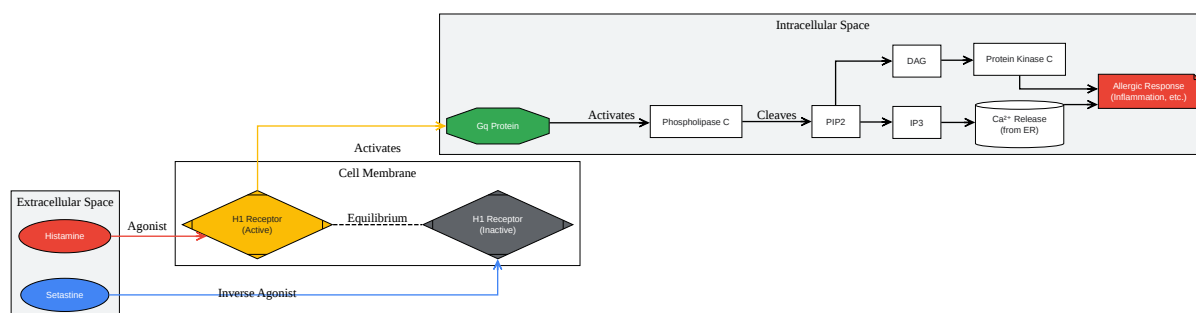 Intracellular Space
DAG
Protein Kinase C
Allergic Response
(Inflammation, etc.)
Gq Protein
Activates
Phospholipase C
Cleaves
PIP2
IP3
Ca²⁺ Release
(from ER)
Activates
Cell Membrane
Extracellular Space
Histamine
Agonist
H1 Receptor
(Active)
Equilibrium
H1 Receptor
(Inactive)
Setastine
Inverse Agonist